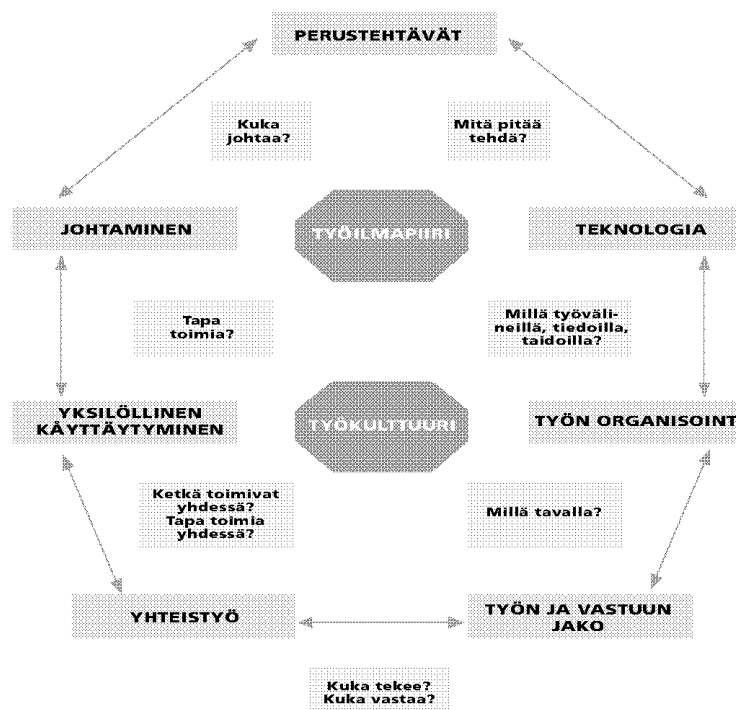 PERUSTEHTÄVÄT
Kuka
johtaa?
Mitä pitää
tehdä?
JOHTAMINEN
TYÖILMAPIIRI
TEKNOLOGIA
Tapa
toimia?
Millä työväli-
neillä, tiedoilla,
taidoilla?
YKSILÖLLINEN
KÄYTTÄYTYMINEN
TYÖKULTTUURI
TYÖN ORGANISOINT
Ketkä toimivat
yhdessä?
Tapa toimia
yhdessä?
Millä tavalla?
YHTEISTYÖ
TYÖN JA VASTUUN
JAKO
Kuka tekee?
Kuka vastaa?